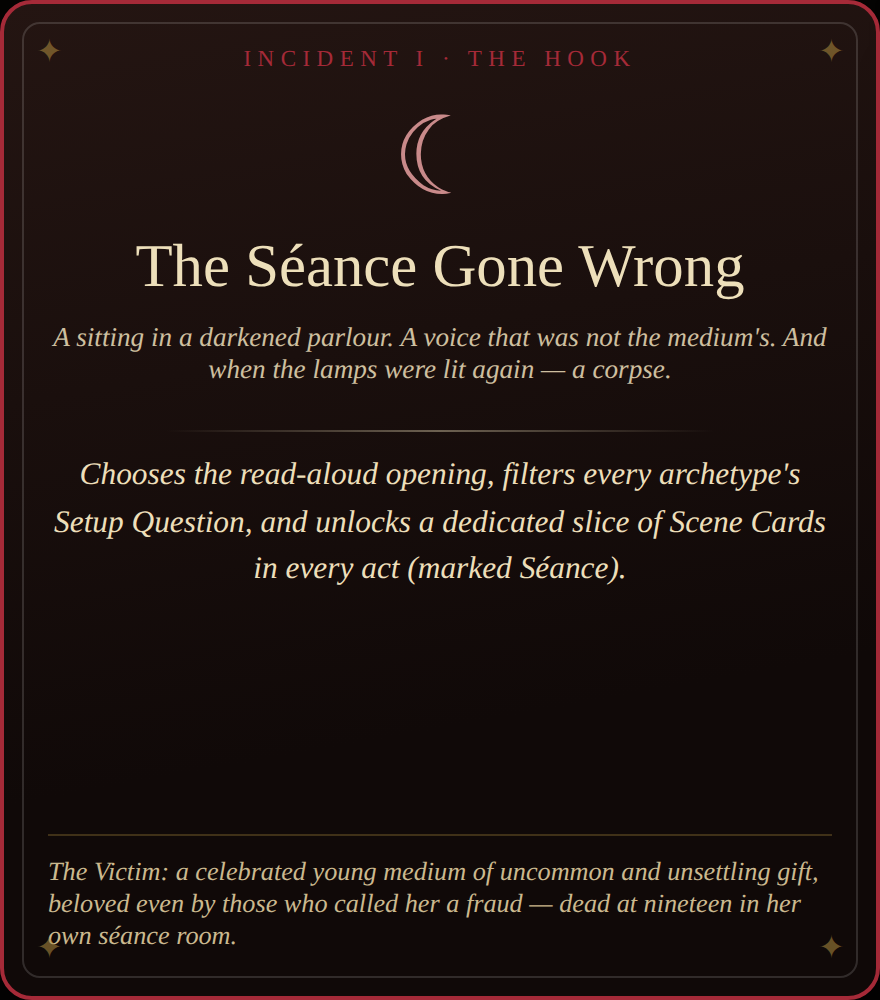 INCIDENT I · THE HOOK
The Séance Gone Wrong
A sitting in a darkened parlour. A voice that was not the medium's. And
when the lamps were lit again — a corpse.
Chooses the read-aloud opening, filters every archetype's
Setup Question, and unlocks a dedicated slice of Scene Cards
in every act (marked Séance).
The Victim: a celebrated young medium of uncommon and unsettling gift,
beloved even by those who called her a fraud — dead at nineteen in her
own séance room.